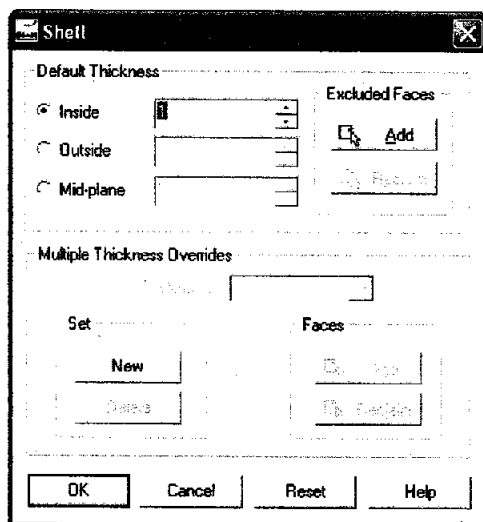 Shell
Default Thickness
Inside
Outside
Mid-plane
Excluded Faces
Add
Multiple Thickness Overrides
Set
New
Faces
OK
Cancel
Reset
Help